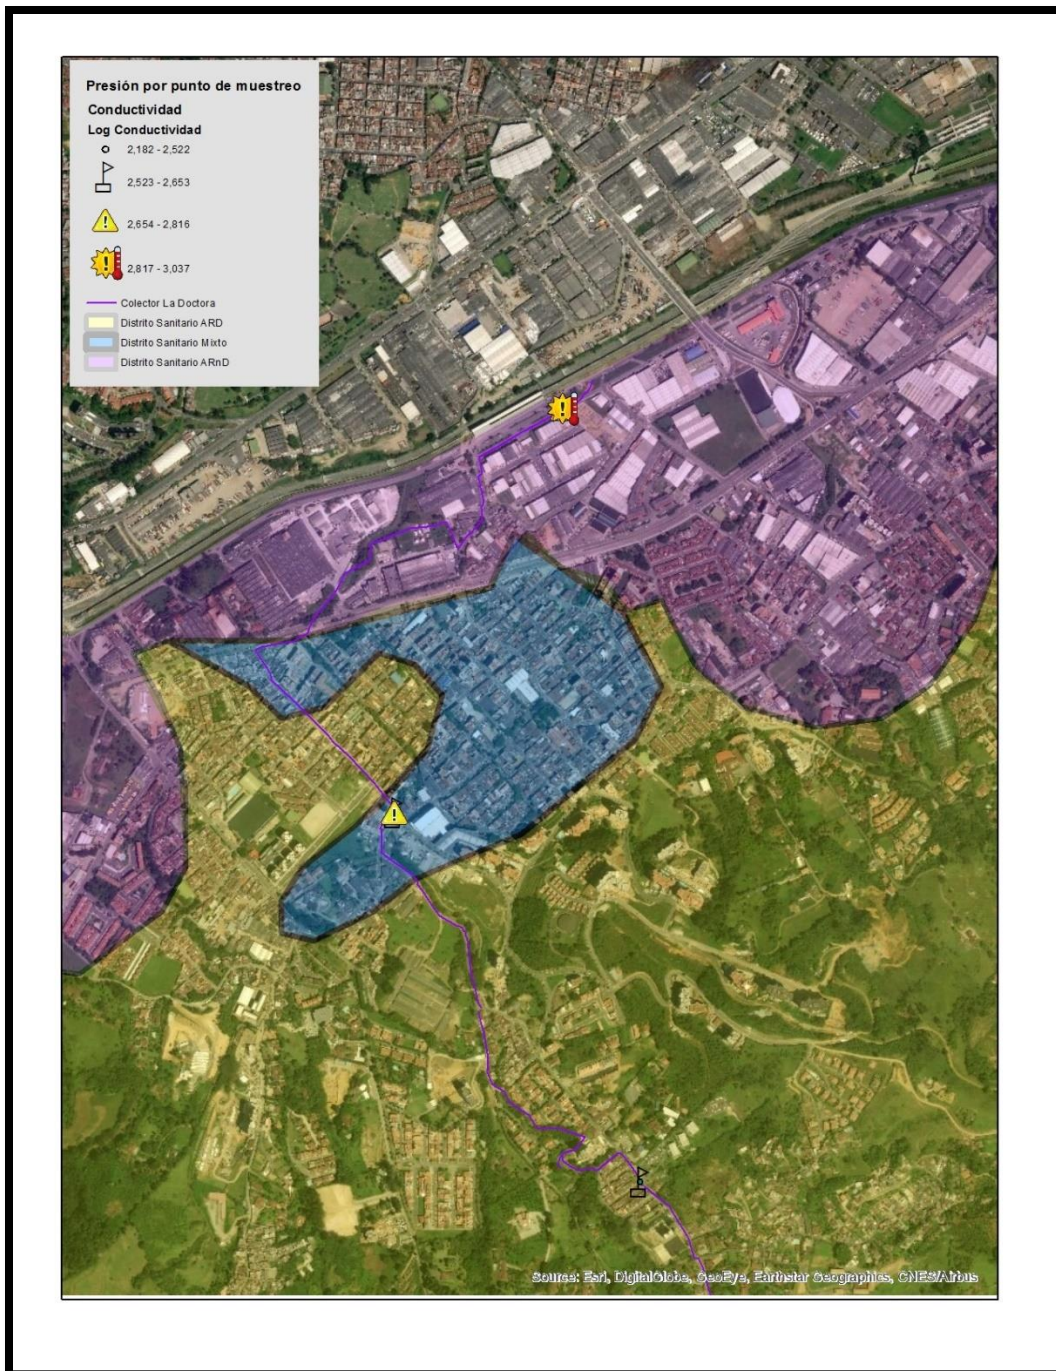 Presión por punto de muestreo
Conductividad
Log Conductividad
2,182 - 2,522
2,523 - 2,653
2,654 - 2,816
2,817 - 3,037
Colector La Doctora
Distrito Sanitario ARD
Distrito Sanitario Mixto
Distrito Sanitario ARnD
Source: Esri, DigitalGlobe, GeoEye, Earthstar Geographics, CNES/Airbus